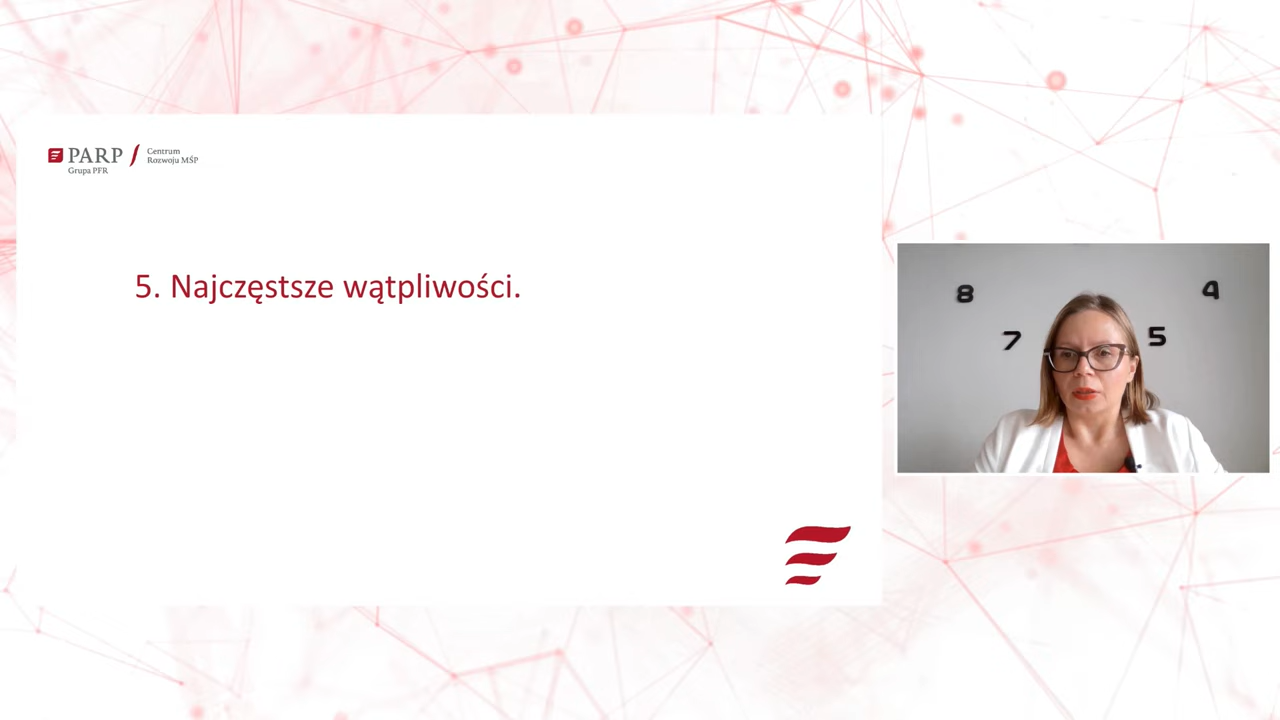 PARP
Grupa PFR
Centrum
Rozwoju MŚP
5. Najczęstsze wątpliwości.
8
4
7
5